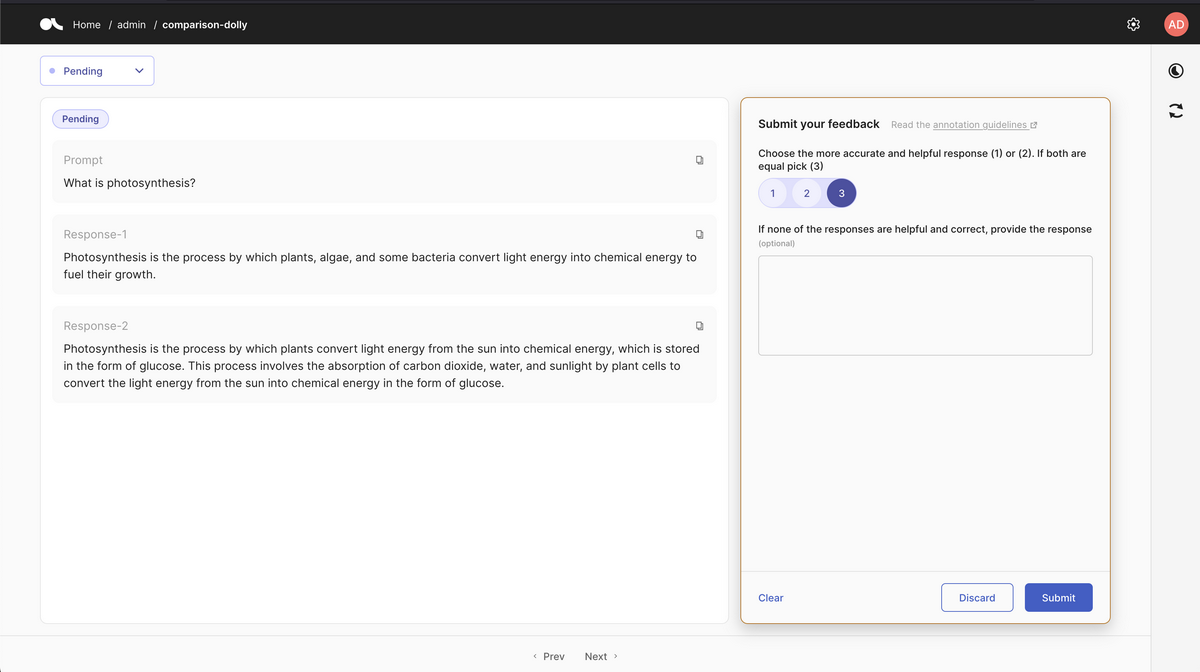 Home / admin / comparison-dolly
AD
Pending
Pending
Prompt
What is photosynthesis?
Response-1
Photosynthesis is the process by which plants, algae, and some bacteria convert light energy into chemical energy to
fuel their growth.
Response-2
Photosynthesis is the process by which plants convert light energy from the sun into chemical energy, which is stored
in the form of glucose. This process involves the absorption of carbon dioxide, water, and sunlight by plant cells to
convert the light energy from the sun into chemical energy in the form of glucose.
Submit your feedback Read the annotation guidelines
Choose the more accurate and helpful response (1) or (2). If both are
equal pick (3)
1 2 3
If none of the responses are helpful and correct, provide the response
(optional)
Clear Discard Submit
‹ Prev Next ›